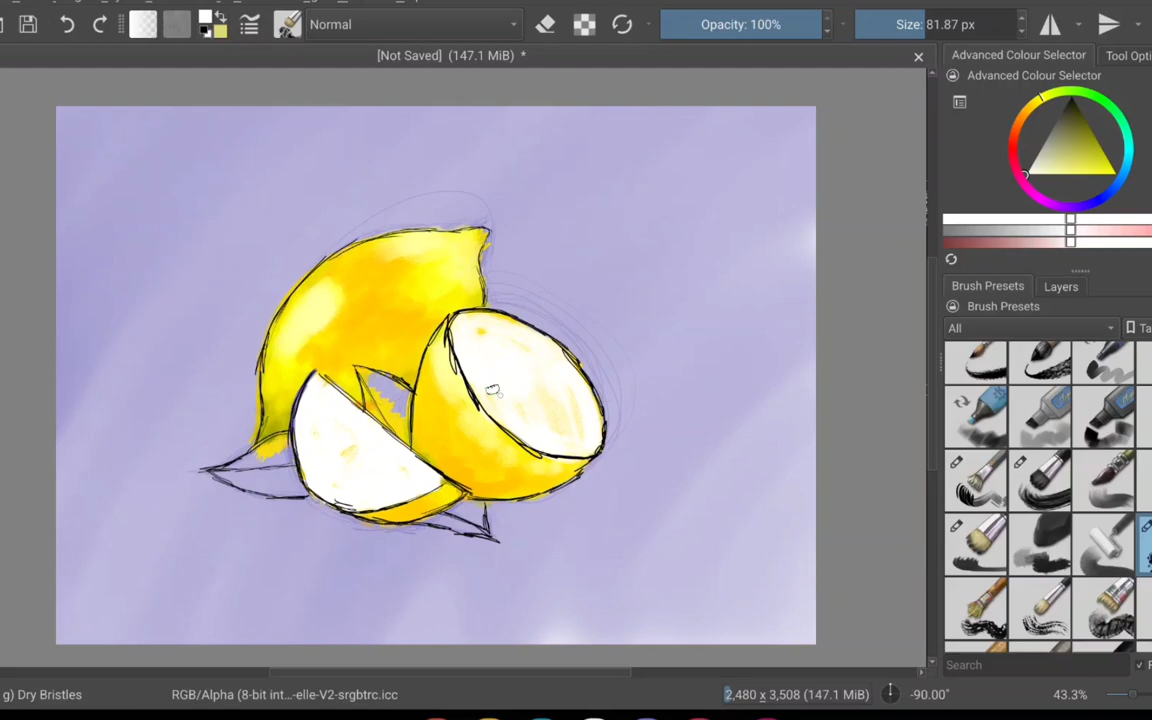 Normal
Opacity: 100%
Size: 81.87 px
[Not Saved] (147.1 MiB) *
Advanced Colour Selector
Tool Opti
Advanced Colour Selector
Brush Presets
Layers
Brush Presets
All
Ta
Search
g) Dry Bristles
RGB/Alpha (8-bit int...-elle-V2-srgbtrc.icc
2,480 x 3,508 (147.1 MiB)
-90.00°
43.3%